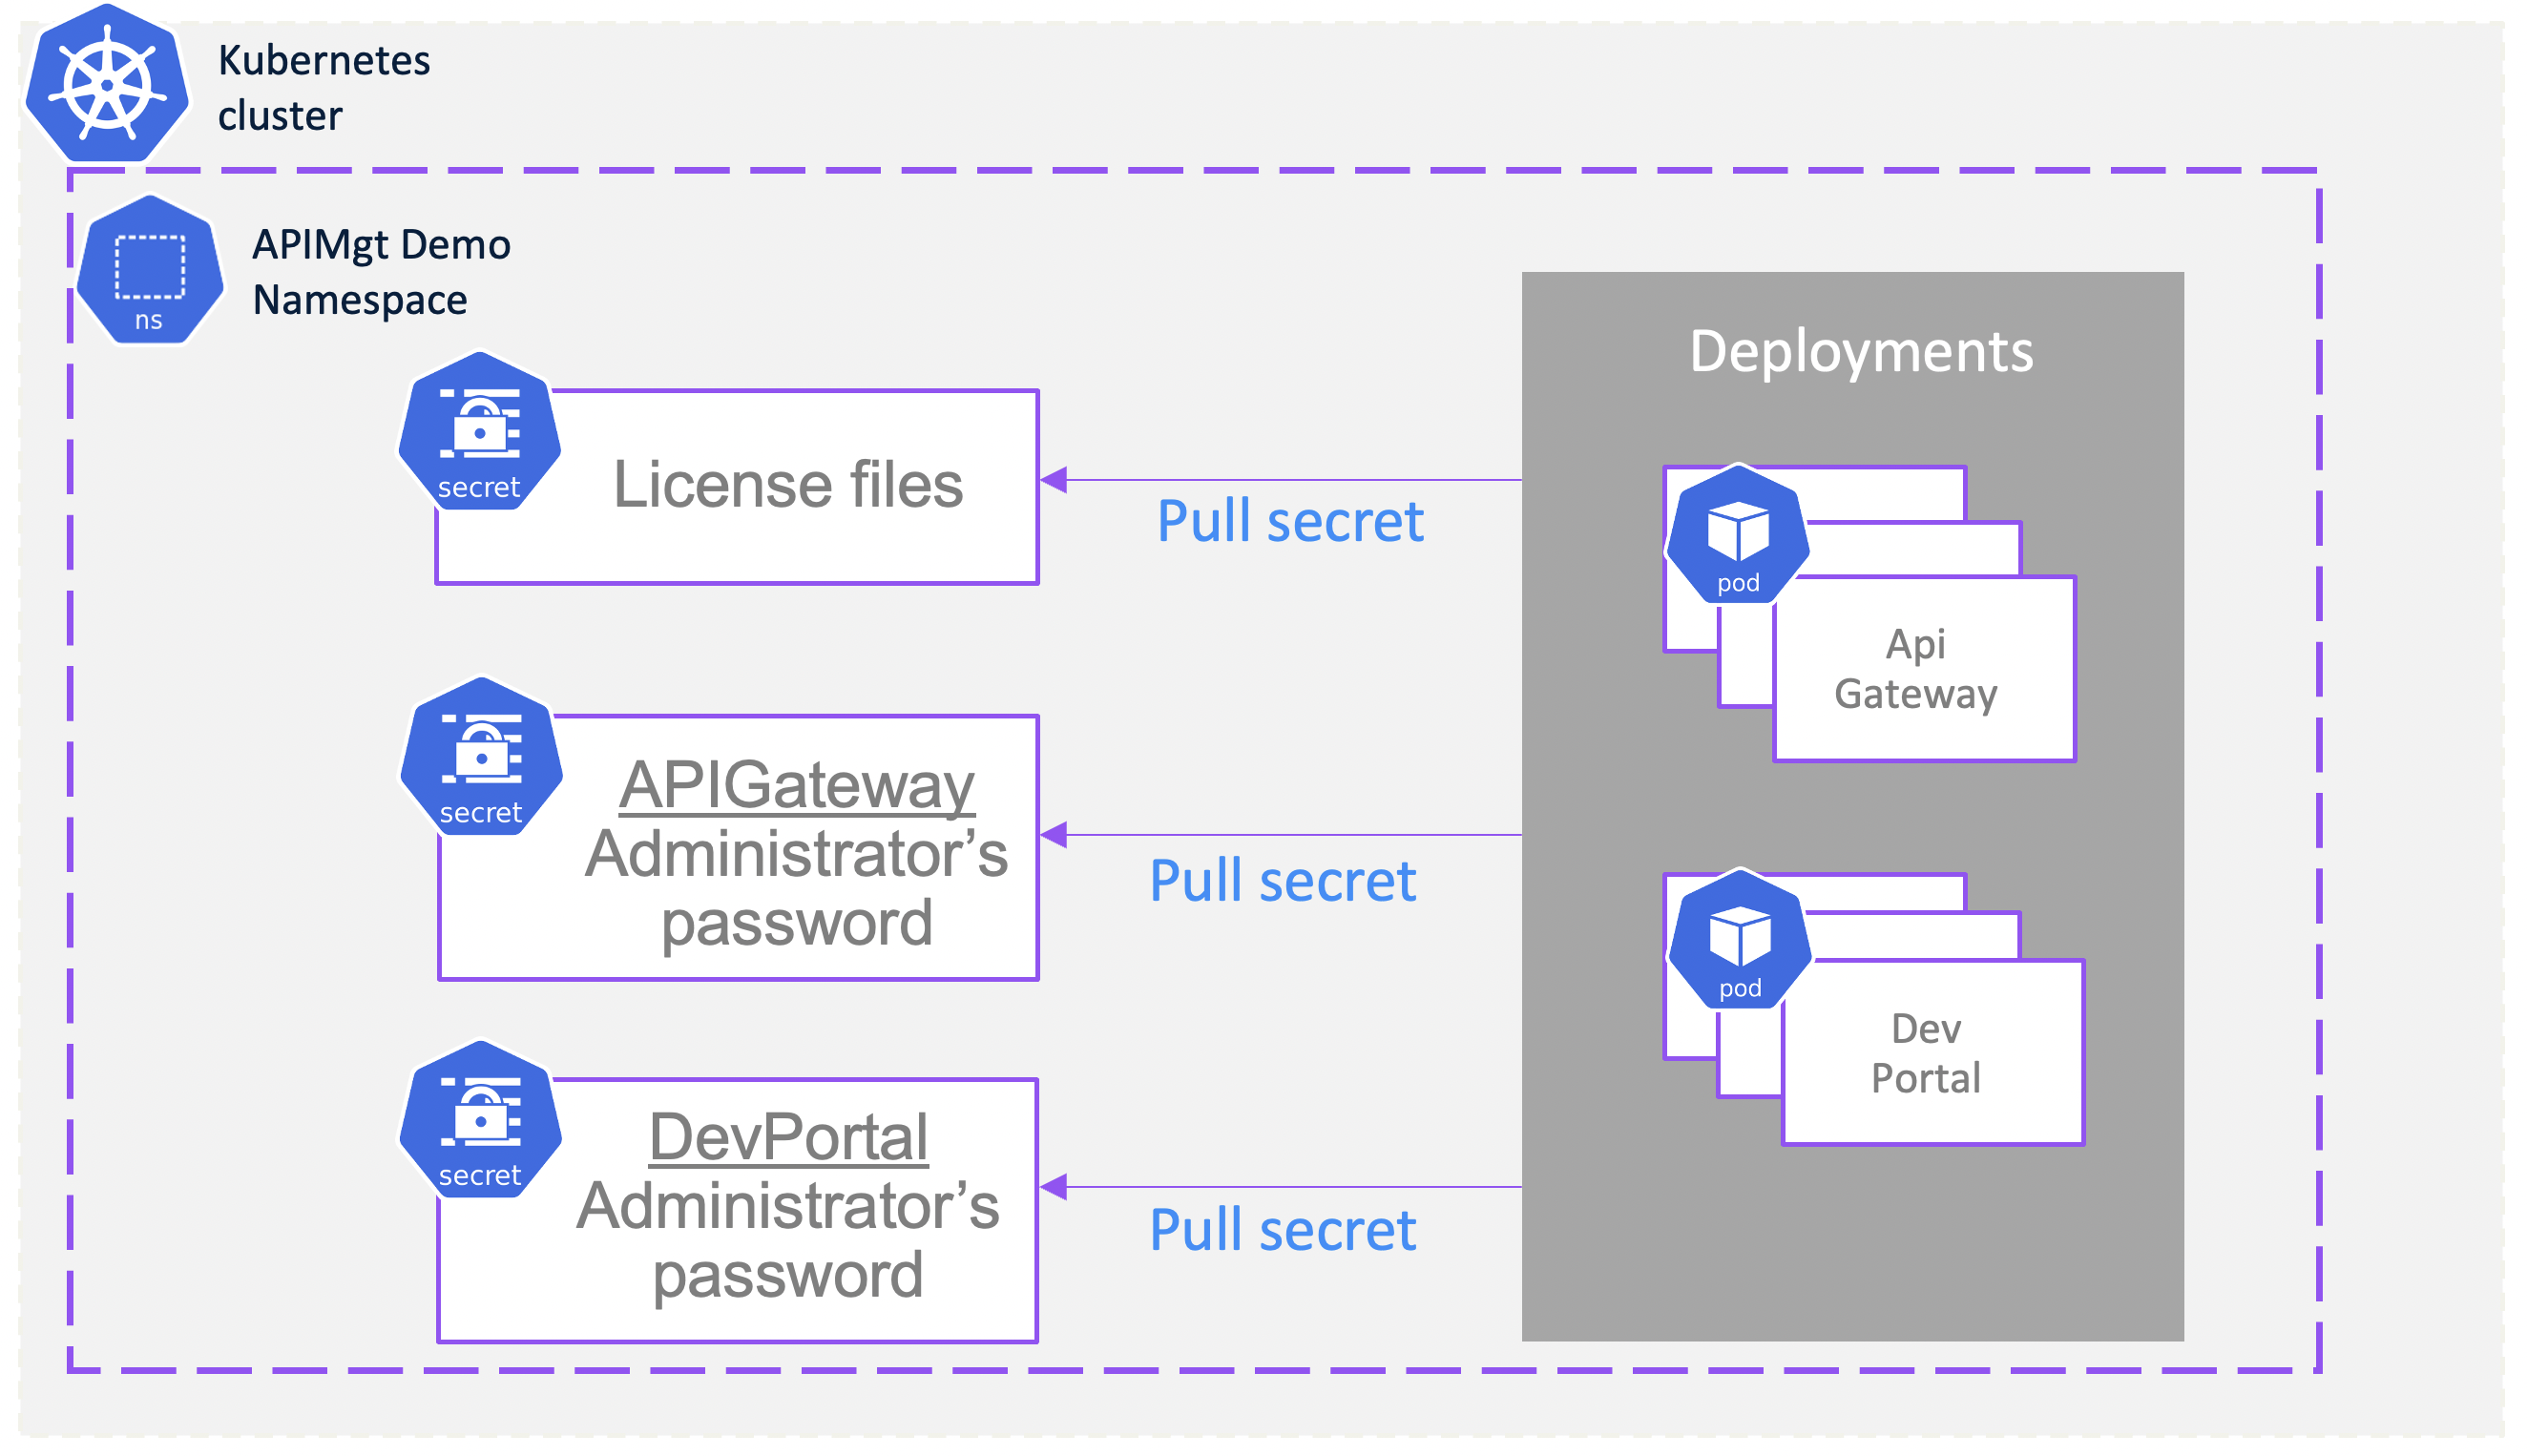 Kubernetes
cluster
APIMgt Demo
Namespace
ns
Deployments
secret
License files
Pull secret
pod
Api
Gateway
secret
APIGateway
Administrator’s
password
Pull secret
pod
Dev
Portal
secret
DevPortal
Administrator’s
password
Pull secret